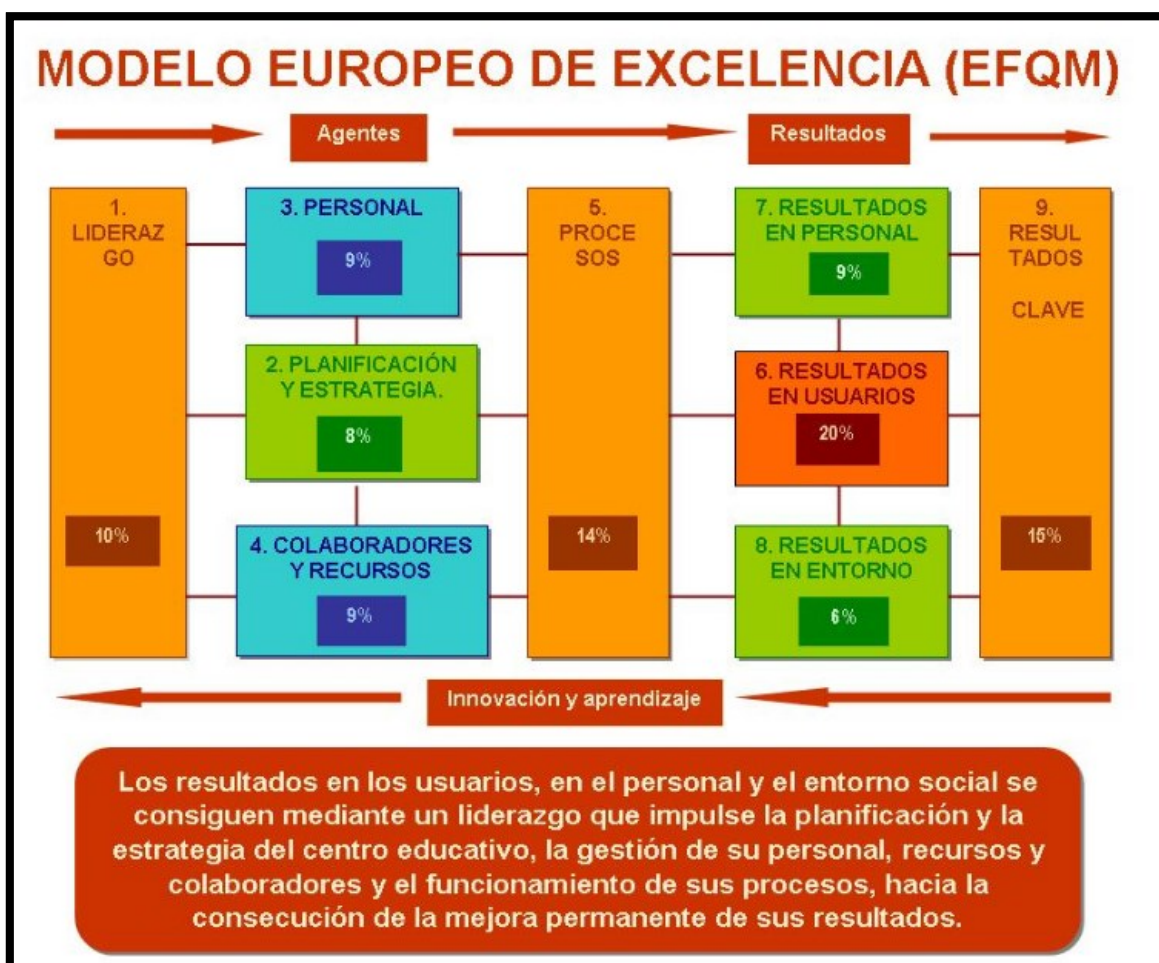 MODELO EUROPEO DE EXCELENCIA (EFQM)
Agentes
Resultados
1.
LIDERAZ
GO
10%
3. PERSONAL
9%
2. PLANIFICACIÓN
Y ESTRATEGIA.
8%
4. COLABORADORES
Y RECURSOS
9%
5.
PROCE
SOS
14%
7. RESULTADOS
EN PERSONAL
9%
6. RESULTADOS
EN USUARIOS
20%
8. RESULTADOS
EN ENTORNO
6%
9.
RESUL
TADOS
CLAVE
15%
Innovación y aprendizaje
Los resultados en los usuarios, en el personal y el entorno social se
consiguen mediante un liderazgo que impulse la planificación y la
estrategia del centro educativo, la gestión de su personal, recursos y
colaboradores y el funcionamiento de sus procesos, hacia la
consecución de la mejora permanente de sus resultados.